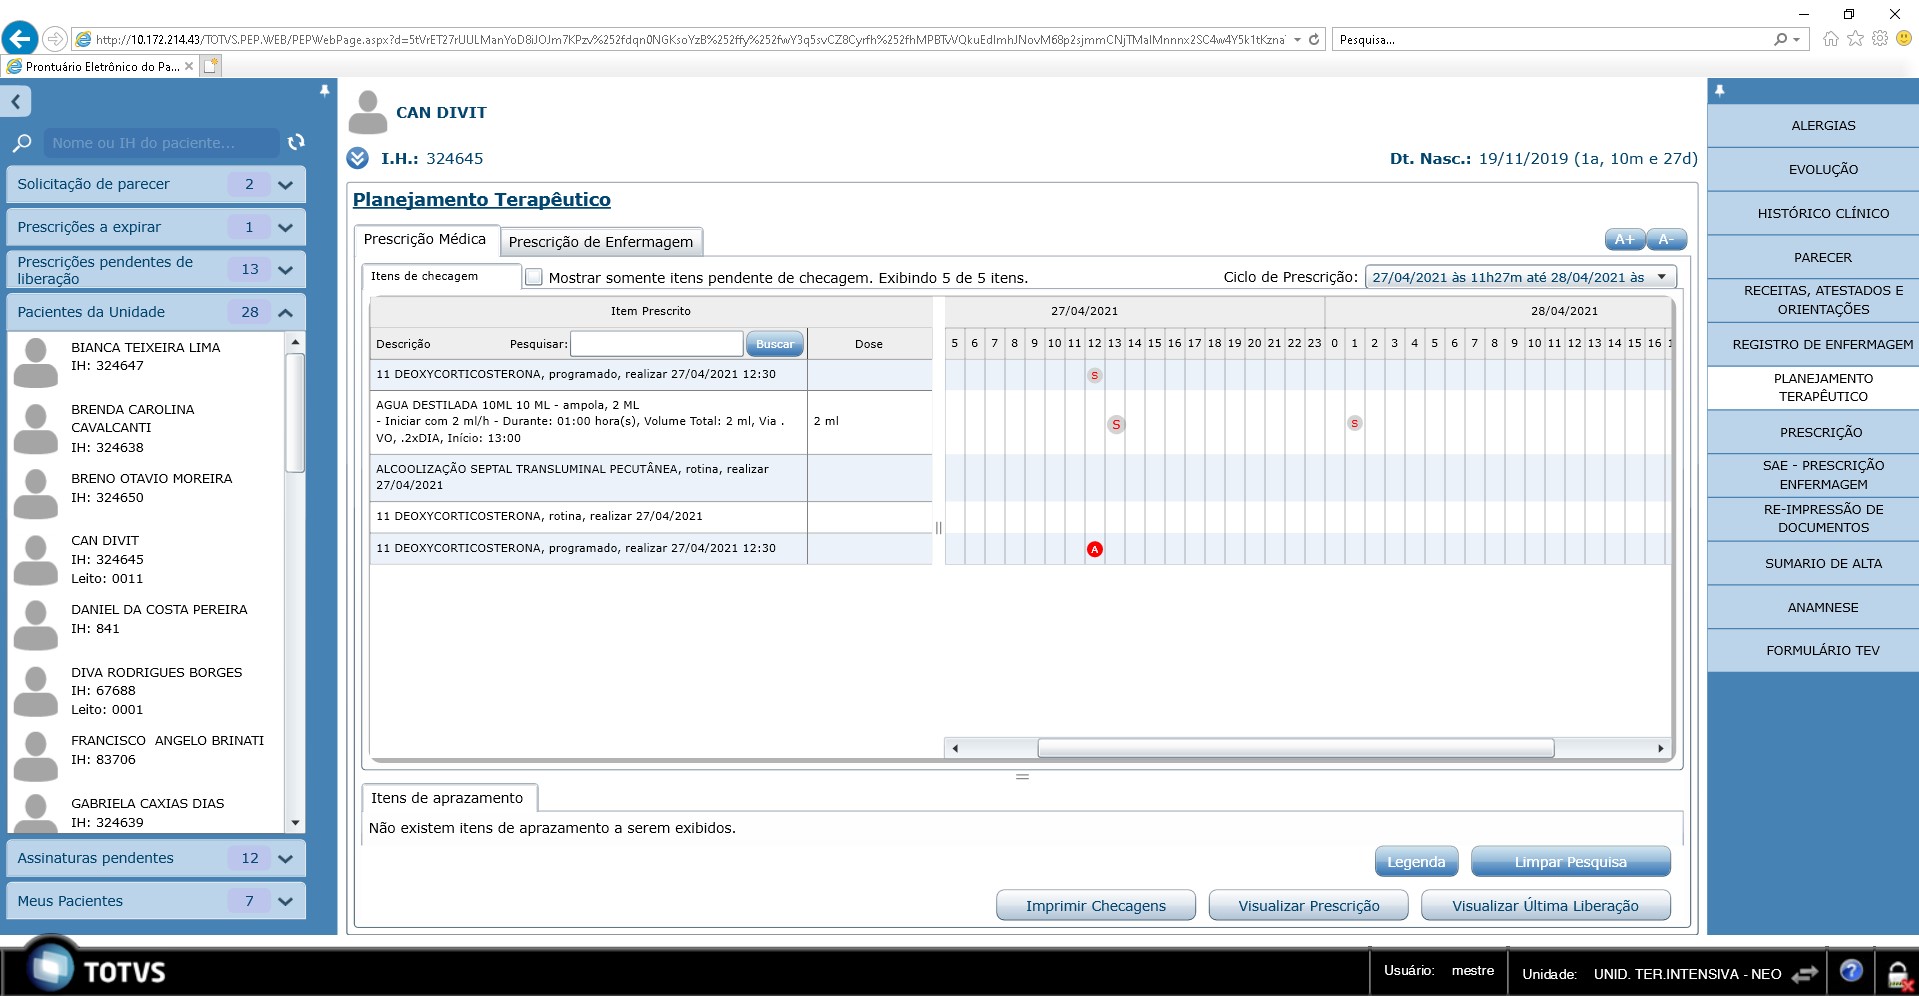 http://10.172.214.43/TOTVS.PEP.WEB/PEPWebPage.aspx?d=
Pesquisa...
Prontuário Eletrônico do Pa...
Nome ou IH do paciente...
Solicitação de parecer 2
Prescrições a expirar 1
Prescrições pendentes de
liberação 13
Pacientes da Unidade 28
BIANCA TEIXEIRA LIMA
IH: 324647
BRENDA CAROLINA
CAVALCANTI
IH: 324638
BRENO OTAVIO MOREIRA
IH: 324650
CAN DIVIT
IH: 324645
Leito: 0011
DANIEL DA COSTA PEREIRA
IH: 841
DIVA RODRIGUES BORGES
IH: 67688
Leito: 0001
FRANCISCO ANGELO BRINATI
IH: 83706
GABRIELA CAXIAS DIAS
IH: 324639
Assinaturas pendentes 12
Meus Pacientes 7
CAN DIVIT
I.H.: 324645
Dt. Nasc.: 19/11/2019 (1a, 10m e 27d)
Planejamento Terapêutico
Prescrição Médica
Prescrição de Enfermagem
A+ A-
Itens de checagem
Mostrar somente itens pendente de checagem. Exibindo 5 de 5 itens.
Ciclo de Prescrição: 27/04/2021 às 11h27m até 28/04/2021 às
Item Prescrito
27/04/2021
28/04/2021
Descrição
Pesquisar:
Buscar
Dose
5 6 7 8 9 10 11 12 13 14 15 16 17 18 19 20 21 22 23 0 1 2 3 4 5 6 7 8 9 10 11 12 13 14 15 16
11 DEOXYCORTICOSTERONA, programado, realizar 27/04/2021 12:30
S
AGUA DESTILADA 10ML 10 ML - ampola, 2 ML
- Iniciar com 2 ml/h - Durante: 01:00 hora(s), Volume Total: 2 ml, Via .
VO, .2xDIA, Início: 13:00
2 ml
S
S
ALCOOLIZAÇÃO SEPTAL TRANSLUMINAL PECUTÂNEA, rotina, realizar
27/04/2021
11 DEOXYCORTICOSTERONA, rotina, realizar 27/04/2021
11 DEOXYCORTICOSTERONA, programado, realizar 27/04/2021 12:30
A
Itens de aprazamento
Não existem itens de aprazamento a serem exibidos.
Legenda
Limpar Pesquisa
Imprimir Checagens
Visualizar Prescrição
Visualizar Última Liberação
ALERGIAS
EVOLUÇÃO
HISTÓRICO CLÍNICO
PARECER
RECEITAS, ATESTADOS E
ORIENTAÇÕES
REGISTRO DE ENFERMAGEM
PLANEJAMENTO
TERAPÊUTICO
PRESCRIÇÃO
SAE - PRESCRIÇÃO
ENFERMAGEM
RE-IMPRESSÃO DE
DOCUMENTOS
SUMARIO DE ALTA
ANAMNESE
FORMULÁRIO TEV
TOTVS
Usuário: mestre
Unidade: UNID. TER.INTENSIVA - NEO
?